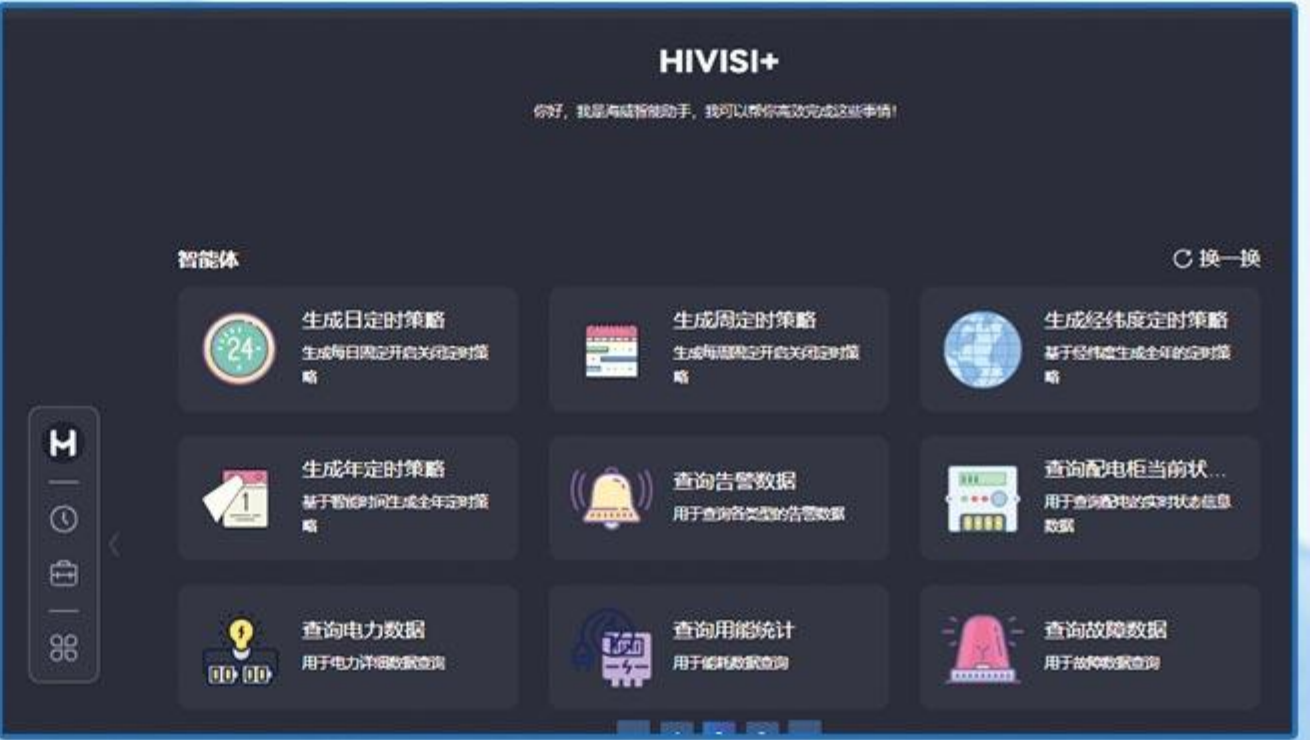 HIVISI+
你好，我是海威智能助手，我可以帮你高效完成这些事情！
智能体
换一换
24
生成日定时策略
生成每日固定开启关闭定时策
略
生成周定时策略
生成每周固定开启关闭定时策
略
生成经纬度定时策略
基于经纬度生成全年的定时策
略
H
1
生成年定时策略
基于智能时间生成全年定时策
略
查询告警数据
用于查询各类型的告警数据
查询配电柜当前状...
用于查询配电的实时状态信息
数据
查询电力数据
用于电力详细数据查询
查询用能统计
用于能耗数据查询
查询故障数据
用于故障数据查询